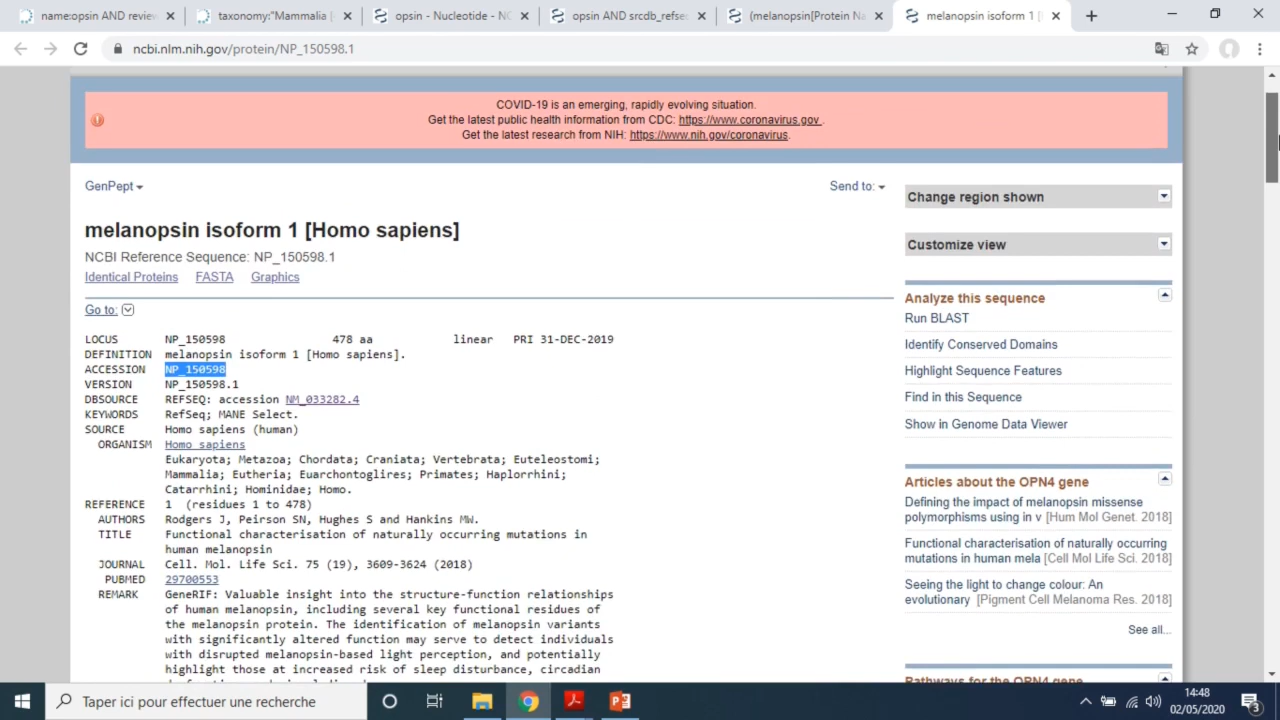 name:opsin AND review
taxonomy:"Mammalia [
opsin - Nucleotide - NC
opsin AND srcdb_refse
(melanopsin[Protein Na
melanopsin isoform 1 [
ncbi.nlm.nih.gov/protein/NP_150598.1
COVID-19 is an emerging, rapidly evolving situation.
Get the latest public health information from CDC: https://www.coronavirus.gov .
Get the latest research from NIH: https://www.nih.gov/coronavirus.
GenPept
Send to:
melanopsin isoform 1 [Homo sapiens]
NCBI Reference Sequence: NP_150598.1
Identical Proteins FASTA Graphics
Go to:
LOCUS NP_150598 478 aa linear PRI 31-DEC-2019
DEFINITION melanopsin isoform 1 [Homo sapiens].
ACCESSION NP_150598
VERSION NP_150598.1
DBSOURCE REFSEQ: accession NM_033282.4
KEYWORDS RefSeq; MANE Select.
SOURCE Homo sapiens (human)
ORGANISM Homo sapiens
Eukaryota; Metazoa; Chordata; Craniata; Vertebrata; Euteleostomi;
Mammalia; Eutheria; Euarchontoglires; Primates; Haplorrhini;
Catarrhini; Hominidae; Homo.
REFERENCE 1 (residues 1 to 478)
AUTHORS Rodgers J, Peirson SN, Hughes S and Hankins MW.
TITLE Functional characterisation of naturally occurring mutations in
human melanopsin
JOURNAL Cell. Mol. Life Sci. 75 (19), 3609-3624 (2018)
PUBMED 29700553
REMARK GeneRIF: Valuable insight into the structure-function relationships
of human melanopsin, including several key functional residues of
the melanopsin protein. The identification of melanopsin variants
with significantly altered function may serve to detect individuals
with disrupted melanopsin-based light perception, and potentially
highlight those at increased risk of sleep disturbance, circadian
Change region shown
Customize view
Analyze this sequence
Run BLAST
Identify Conserved Domains
Highlight Sequence Features
Find in this Sequence
Show in Genome Data Viewer
Articles about the OPN4 gene
Defining the impact of melanopsin missense
polymorphisms using in v [Hum Mol Genet. 2018]
Functional characterisation of naturally occurring
mutations in human mela [Cell Mol Life Sci. 2018]
Seeing the light to change colour: An
evolutionary [Pigment Cell Melanoma Res. 2018]
See all...
Pathways for the OPN4 gene
Taper ici pour effectuer une recherche
14:48
02/05/2020
3